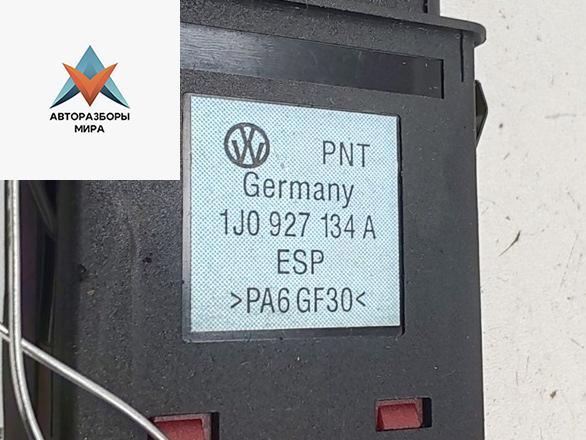 АВТОРАЗБОРЫ
МИРА
PNT
Germany
1J0 927 134 A
ESP
>PA6 GF30<